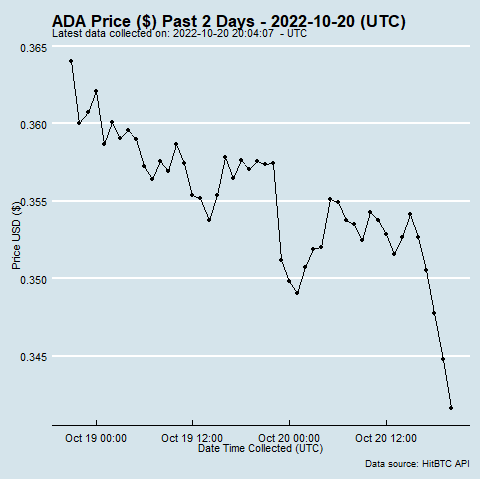 ADA Price ($) Past 2 Days - 2022-10-20 (UTC)
Latest data collected on: 2022-10-20 20:04:07 - UTC
0.365
0.360
0.355
0.350
0.345
Price USD ($)
Oct 19 00:00 Oct 19 12:00 Oct 20 00:00 Oct 20 12:00
Date Time Collected (UTC)
Data source: HitBTC API